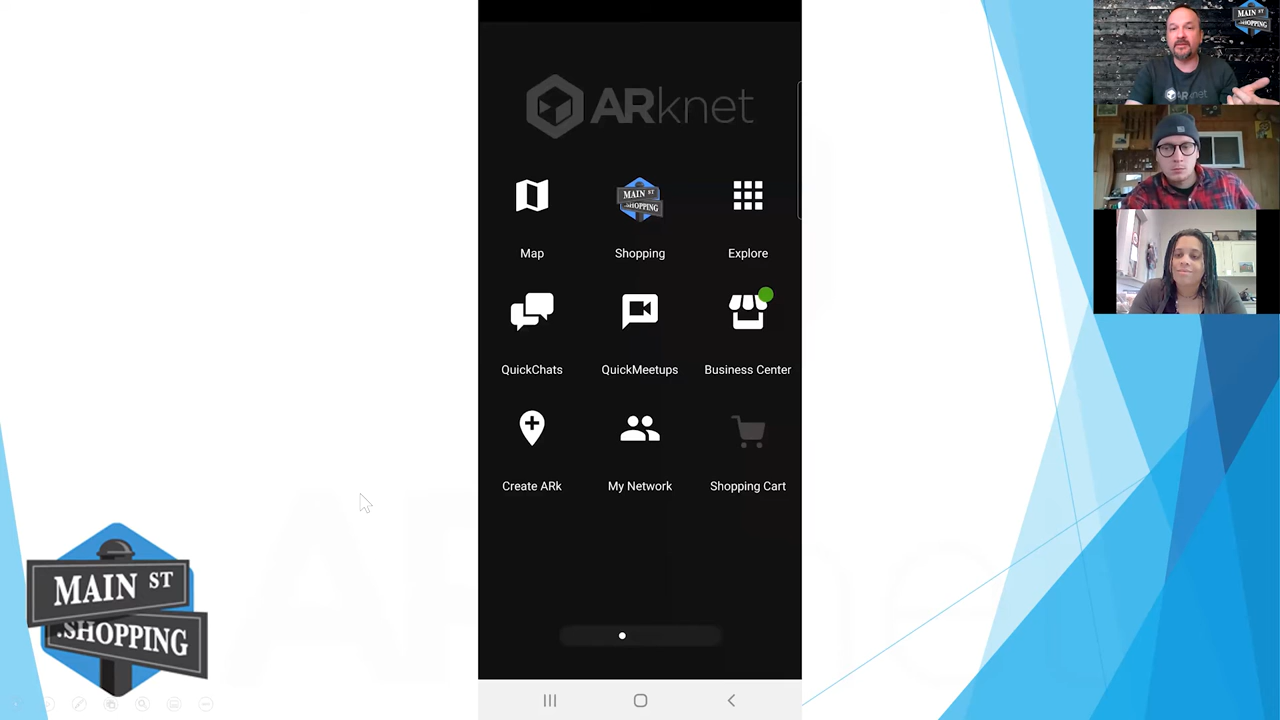 ARknet
MAIN ST
.SHOPPING
Map
Shopping
Explore
QuickChats
QuickMeetups
Business Center
Create ARk
My Network
Shopping Cart
MAIN ST
.SHOPPING
MAIN ST
.SHOPPING
ARknet